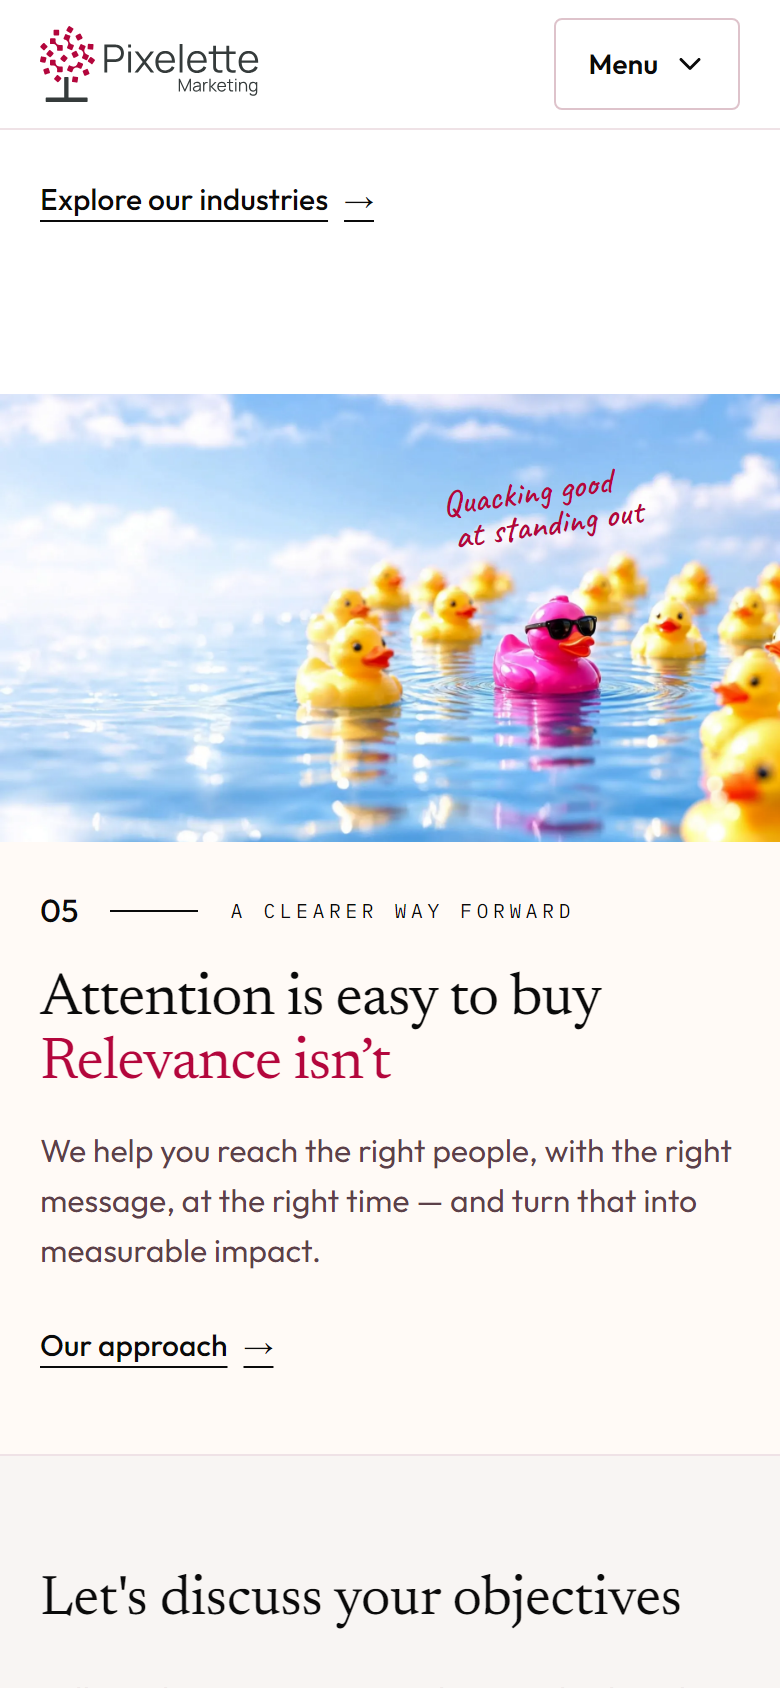 Pixelette
Marketing
Menu
Explore our industries →
Quacking good
at standing out
05 A CLEARER WAY FORWARD
Attention is easy to buy
Relevance isn’t
We help you reach the right people, with the right
message, at the right time — and turn that into
measurable impact.
Our approach →
Let's discuss your objectives